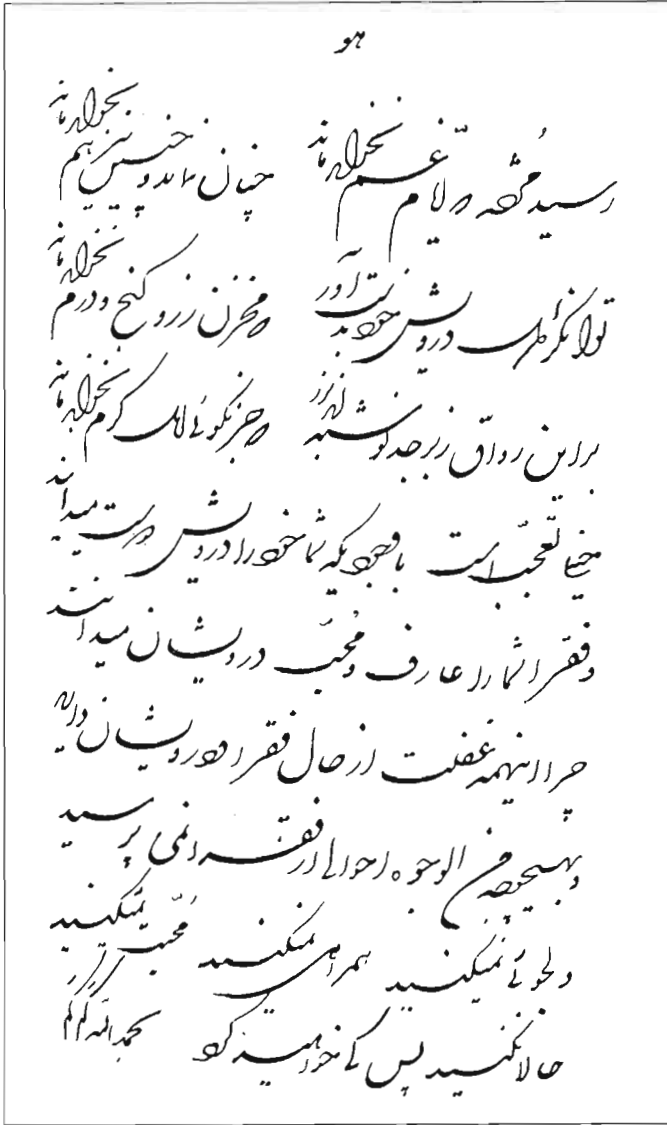 هو
رسید مژده که ایام غم نخواهد ماند چنان نماند و چنین نیز هم نخواهد ماند
توانگرا دل درویش خود بدست آور که مخزن زر و گنج و درم نخواهد ماند
بر این رواق زبرجد نوشته‌اند بزر که جز نکوئی اهل کرم نخواهد ماند
خیلی تعجب است با وجودیکه شما خود را درویش دوست میدانید
و فقرا شما را عارف و محب درویشان میدانند
چرا اینهمه غفلت از حال فقرا و درویشان دارید
و بهیچوجه من الوجوه احوالی از فقرا نمی پرسید
دلجوئی نمیکنید همراهی نمیکنید محبت نمیکنید
حالا نکنید پس کی خواهید کرد